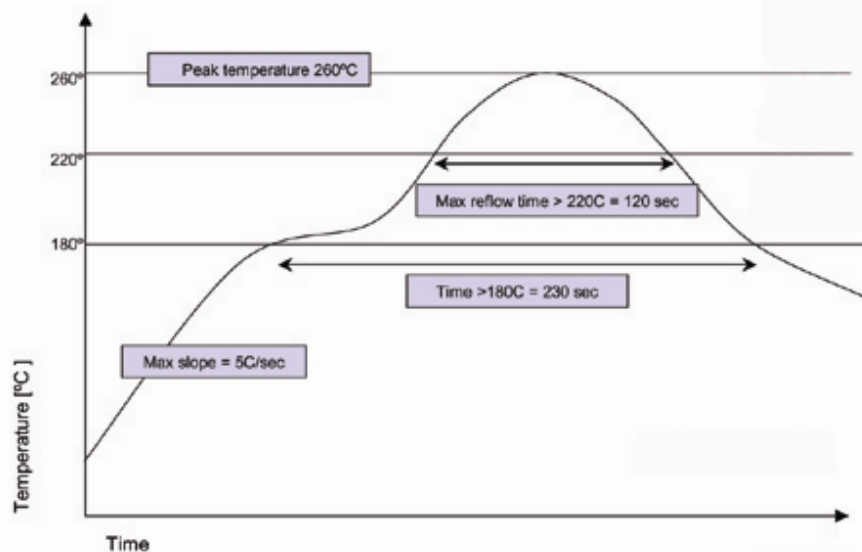 Peak temperature 260ºC
260º
220º
Max reflow time > 220C = 120 sec
180º
Time >180C = 230 sec
Max slope = 5C/sec
Temperature [ºC ]
Time